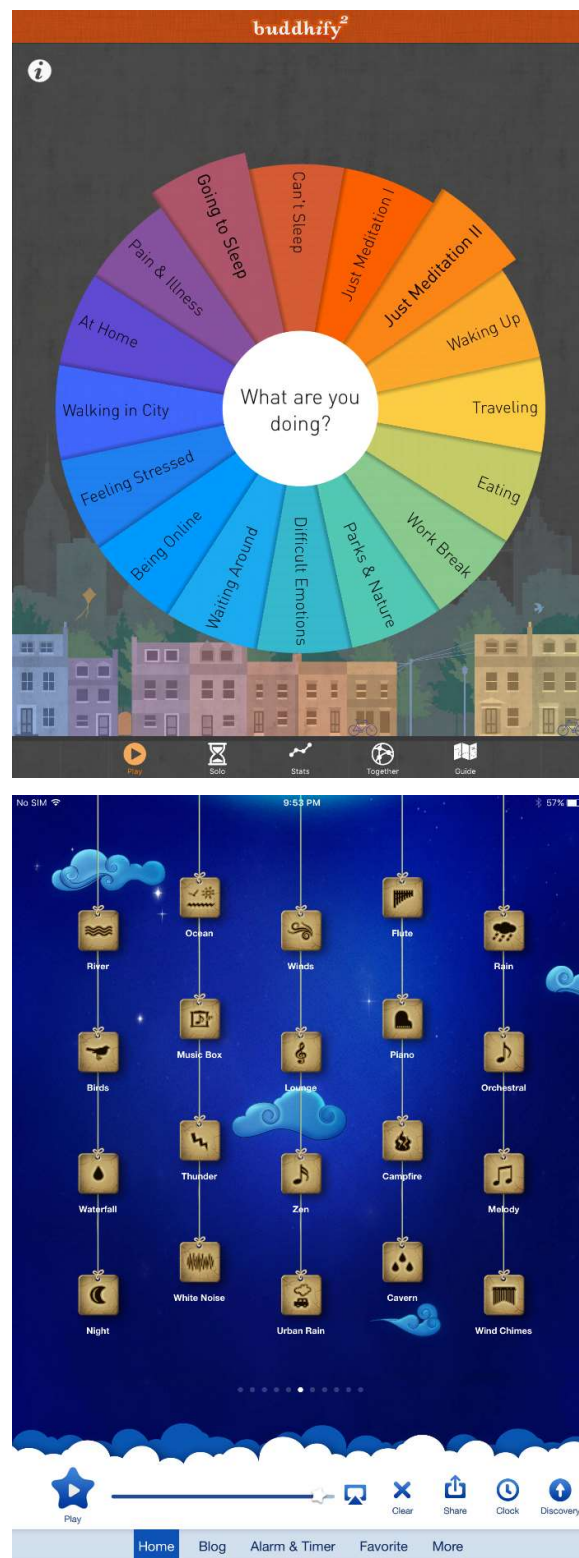 buddhify²
i
Going to Sleep
Can't Sleep
Just Meditation I
Just Meditation II
Waking Up
Traveling
Eating
Work Break
Parks & Nature
Difficult Emotions
Waiting Around
Being Online
Feeling Stressed
Walking in City
At Home
Pain & Illness
What are you
doing?
Play Solo Stats Together Guide
No SIM 9:53 PM 57%
Ocean Flute
River Winds Rain
Music Box Piano
Birds Lounge Orchestral
Thunder Campfire
Waterfall Zen Melody
White Noise Cavern
Night Urban Rain Wind Chimes
Play Clear Share Clock Discovery
Home Blog Alarm & Timer Favorite More